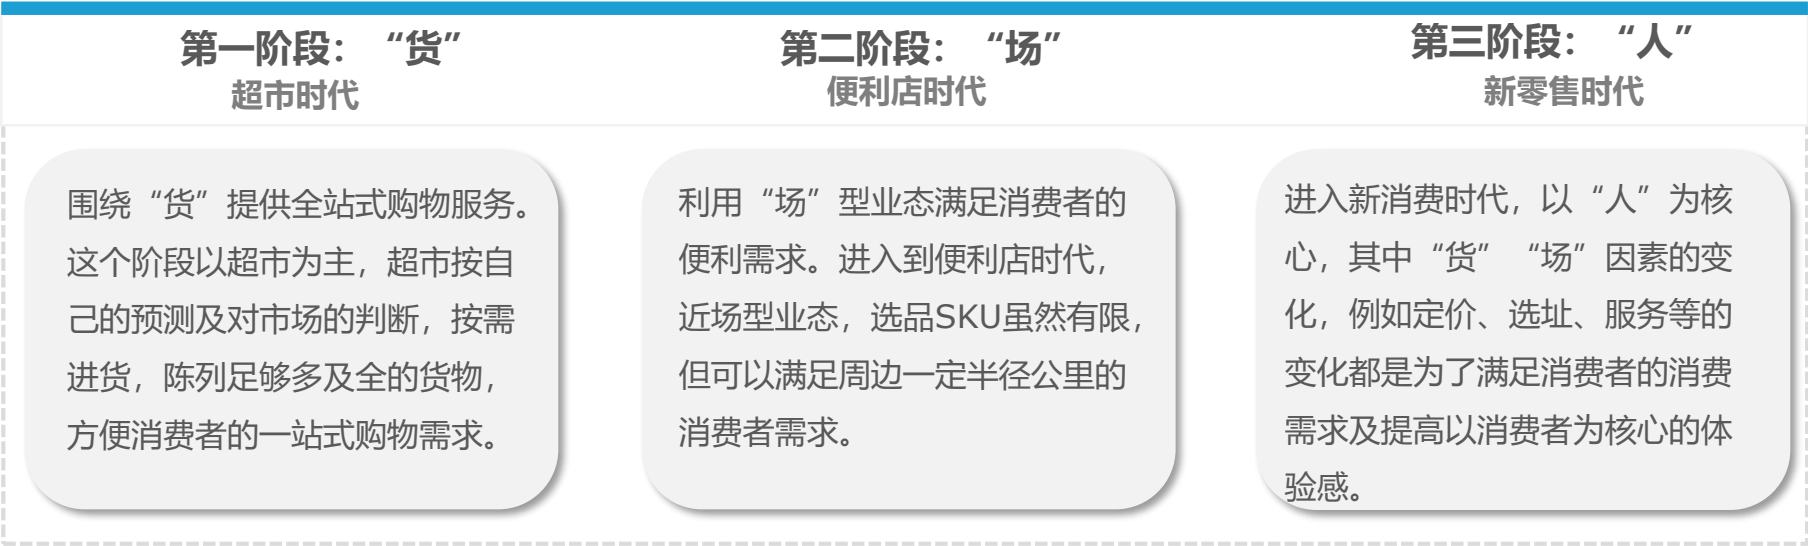 第一阶段：“货”
超市时代
围绕“货”提供全站式购物服务。
这个阶段以超市为主，超市按自
己的预测及对市场的判断，按需
进货，陈列足够多及全的货物，
方便消费者的一站式购物需求。
第二阶段：“场”
便利店时代
利用“场”型业态满足消费者的
便利需求。进入到便利店时代，
近场型业态，选品SKU虽然有限，
但可以满足周边一定半径公里的
消费者需求。
第三阶段：“人”
新零售时代
进入新消费时代，以“人”为核
心，其中“货”“场”因素的变
化，例如定价、选址、服务等的
变化都是为了满足消费者的消费
需求及提高以消费者为核心的体
验感。